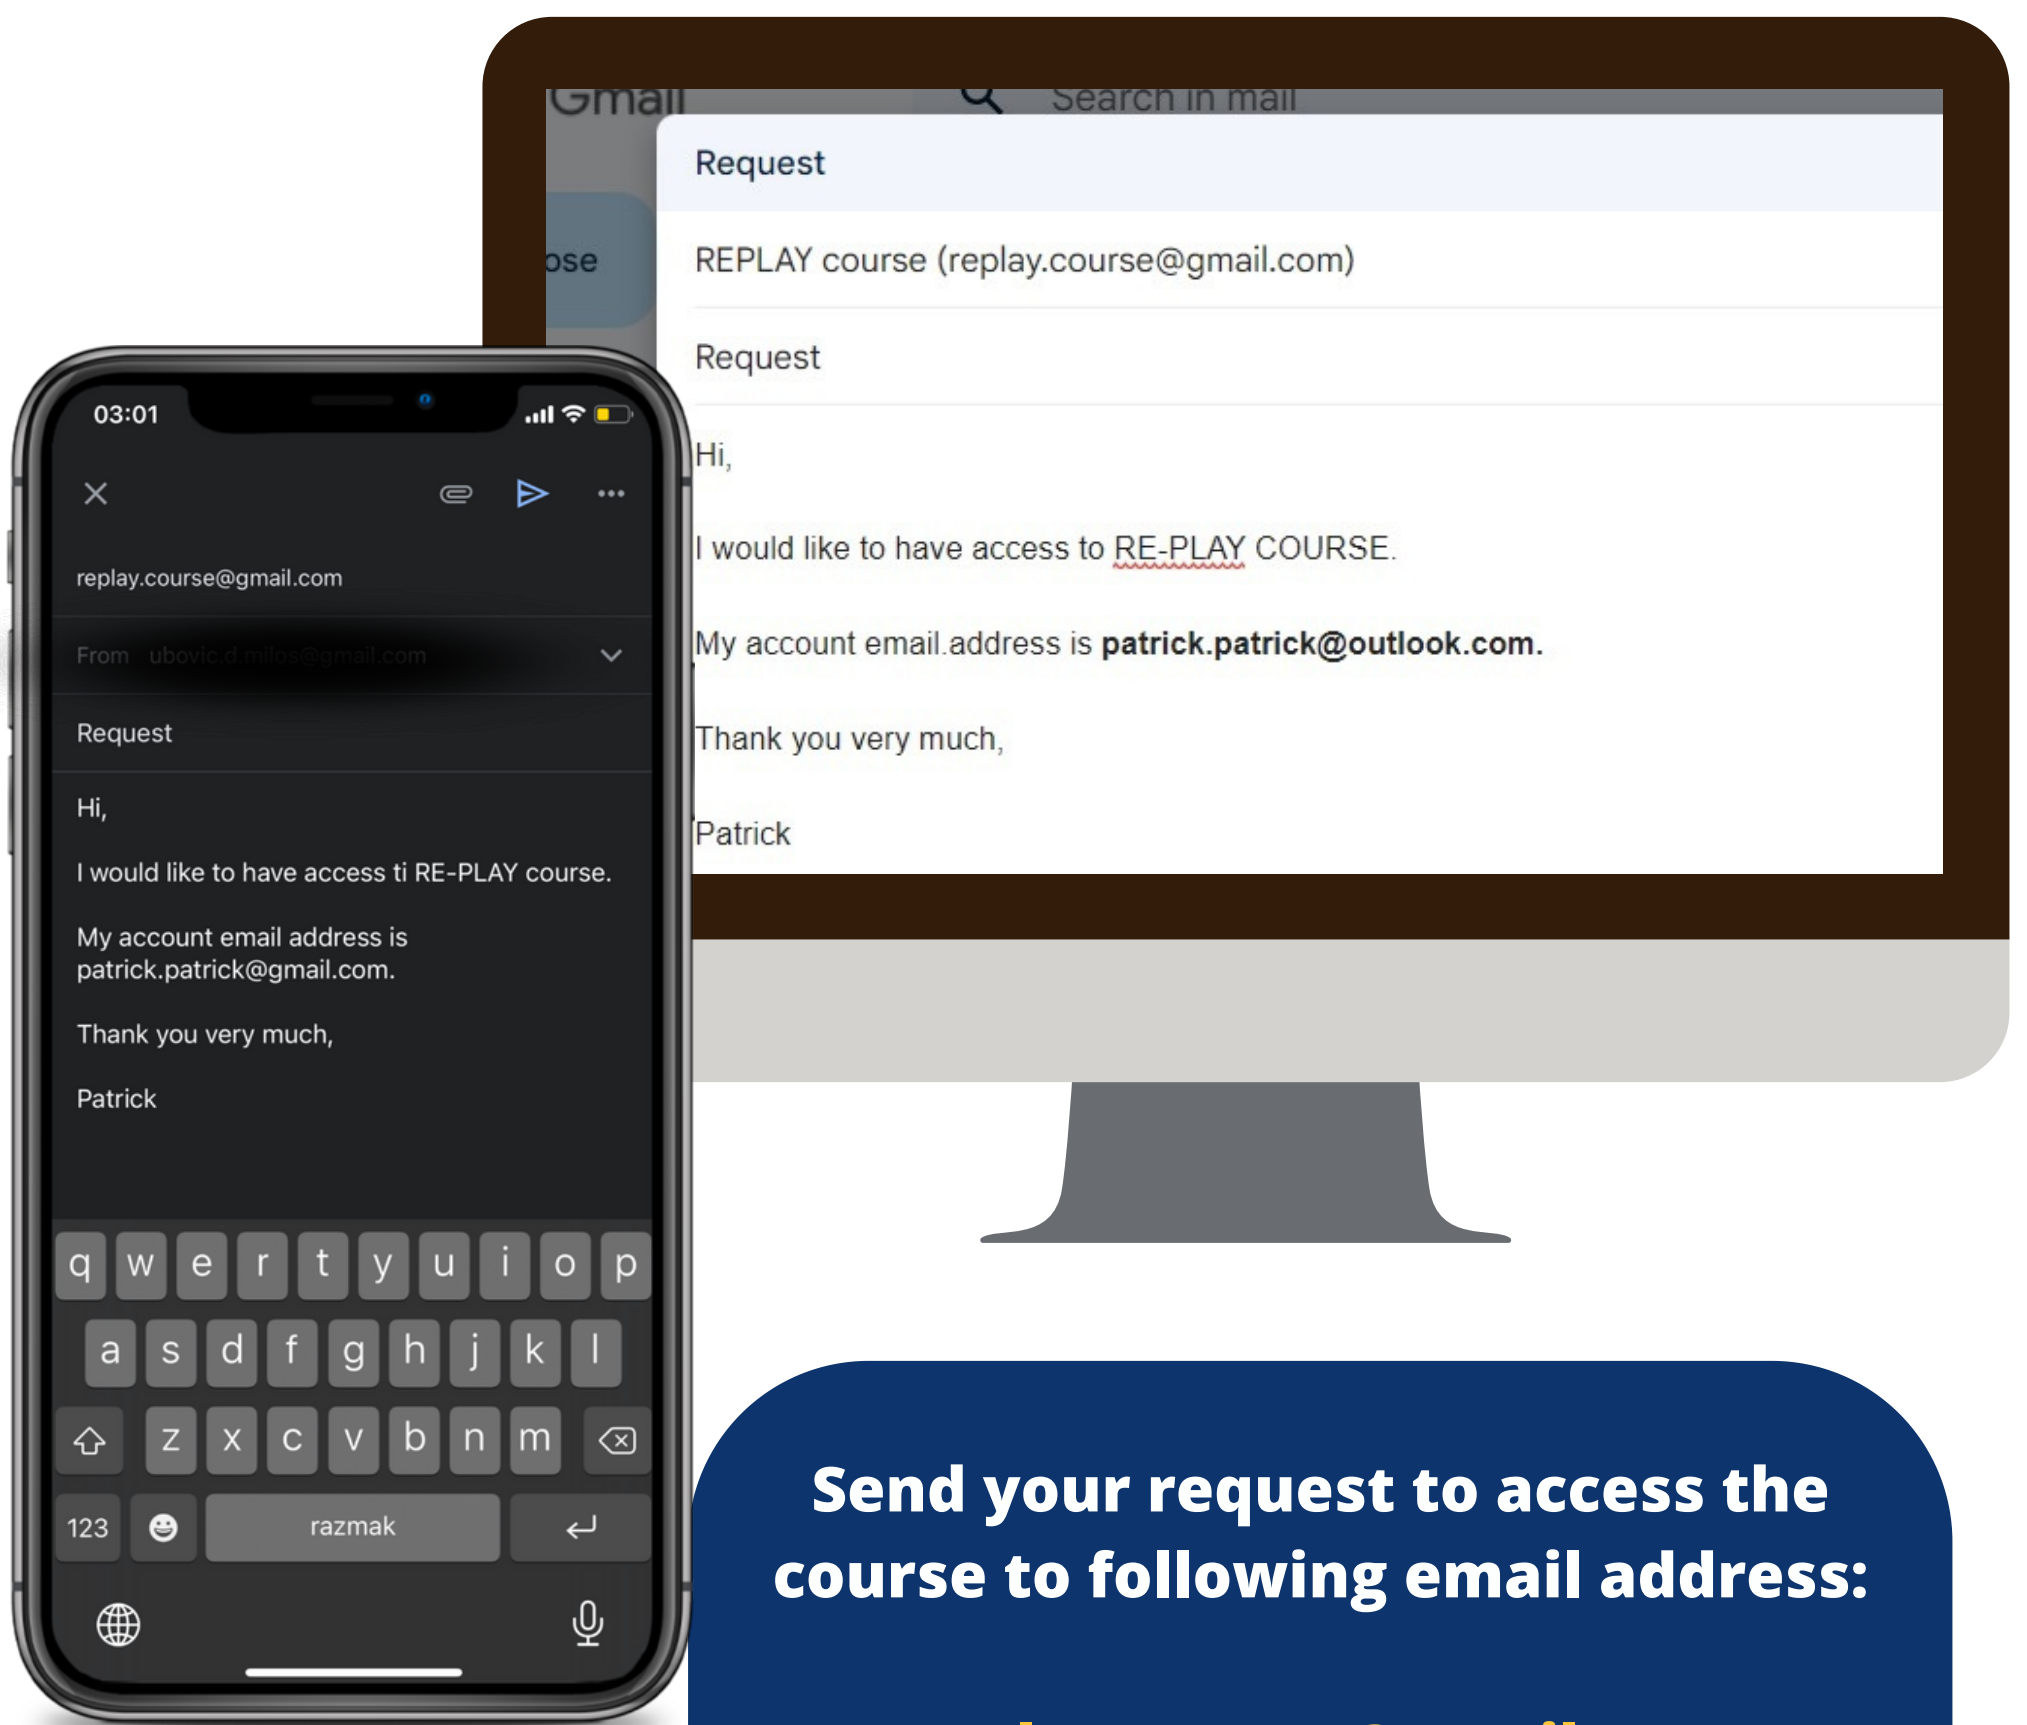 Gmail
Search in mail
Request
ose
REPLAY course (replay.course@gmail.com)
Request
Hi,
I would like to have access to RE-PLAY COURSE.
My account email.address is patrick.patrick@outlook.com.
Thank you very much,
Patrick
03:01
replay.course@gmail.com
From ubovic.d.milos@gmail.com
Request
Hi,
I would like to have access ti RE-PLAY course.
My account email address is
patrick.patrick@gmail.com.
Thank you very much,
Patrick
q w e r t y u i o p
a s d f g h j k l
z x c v b n m
123 razmak
Send your request to access the
course to following email address: